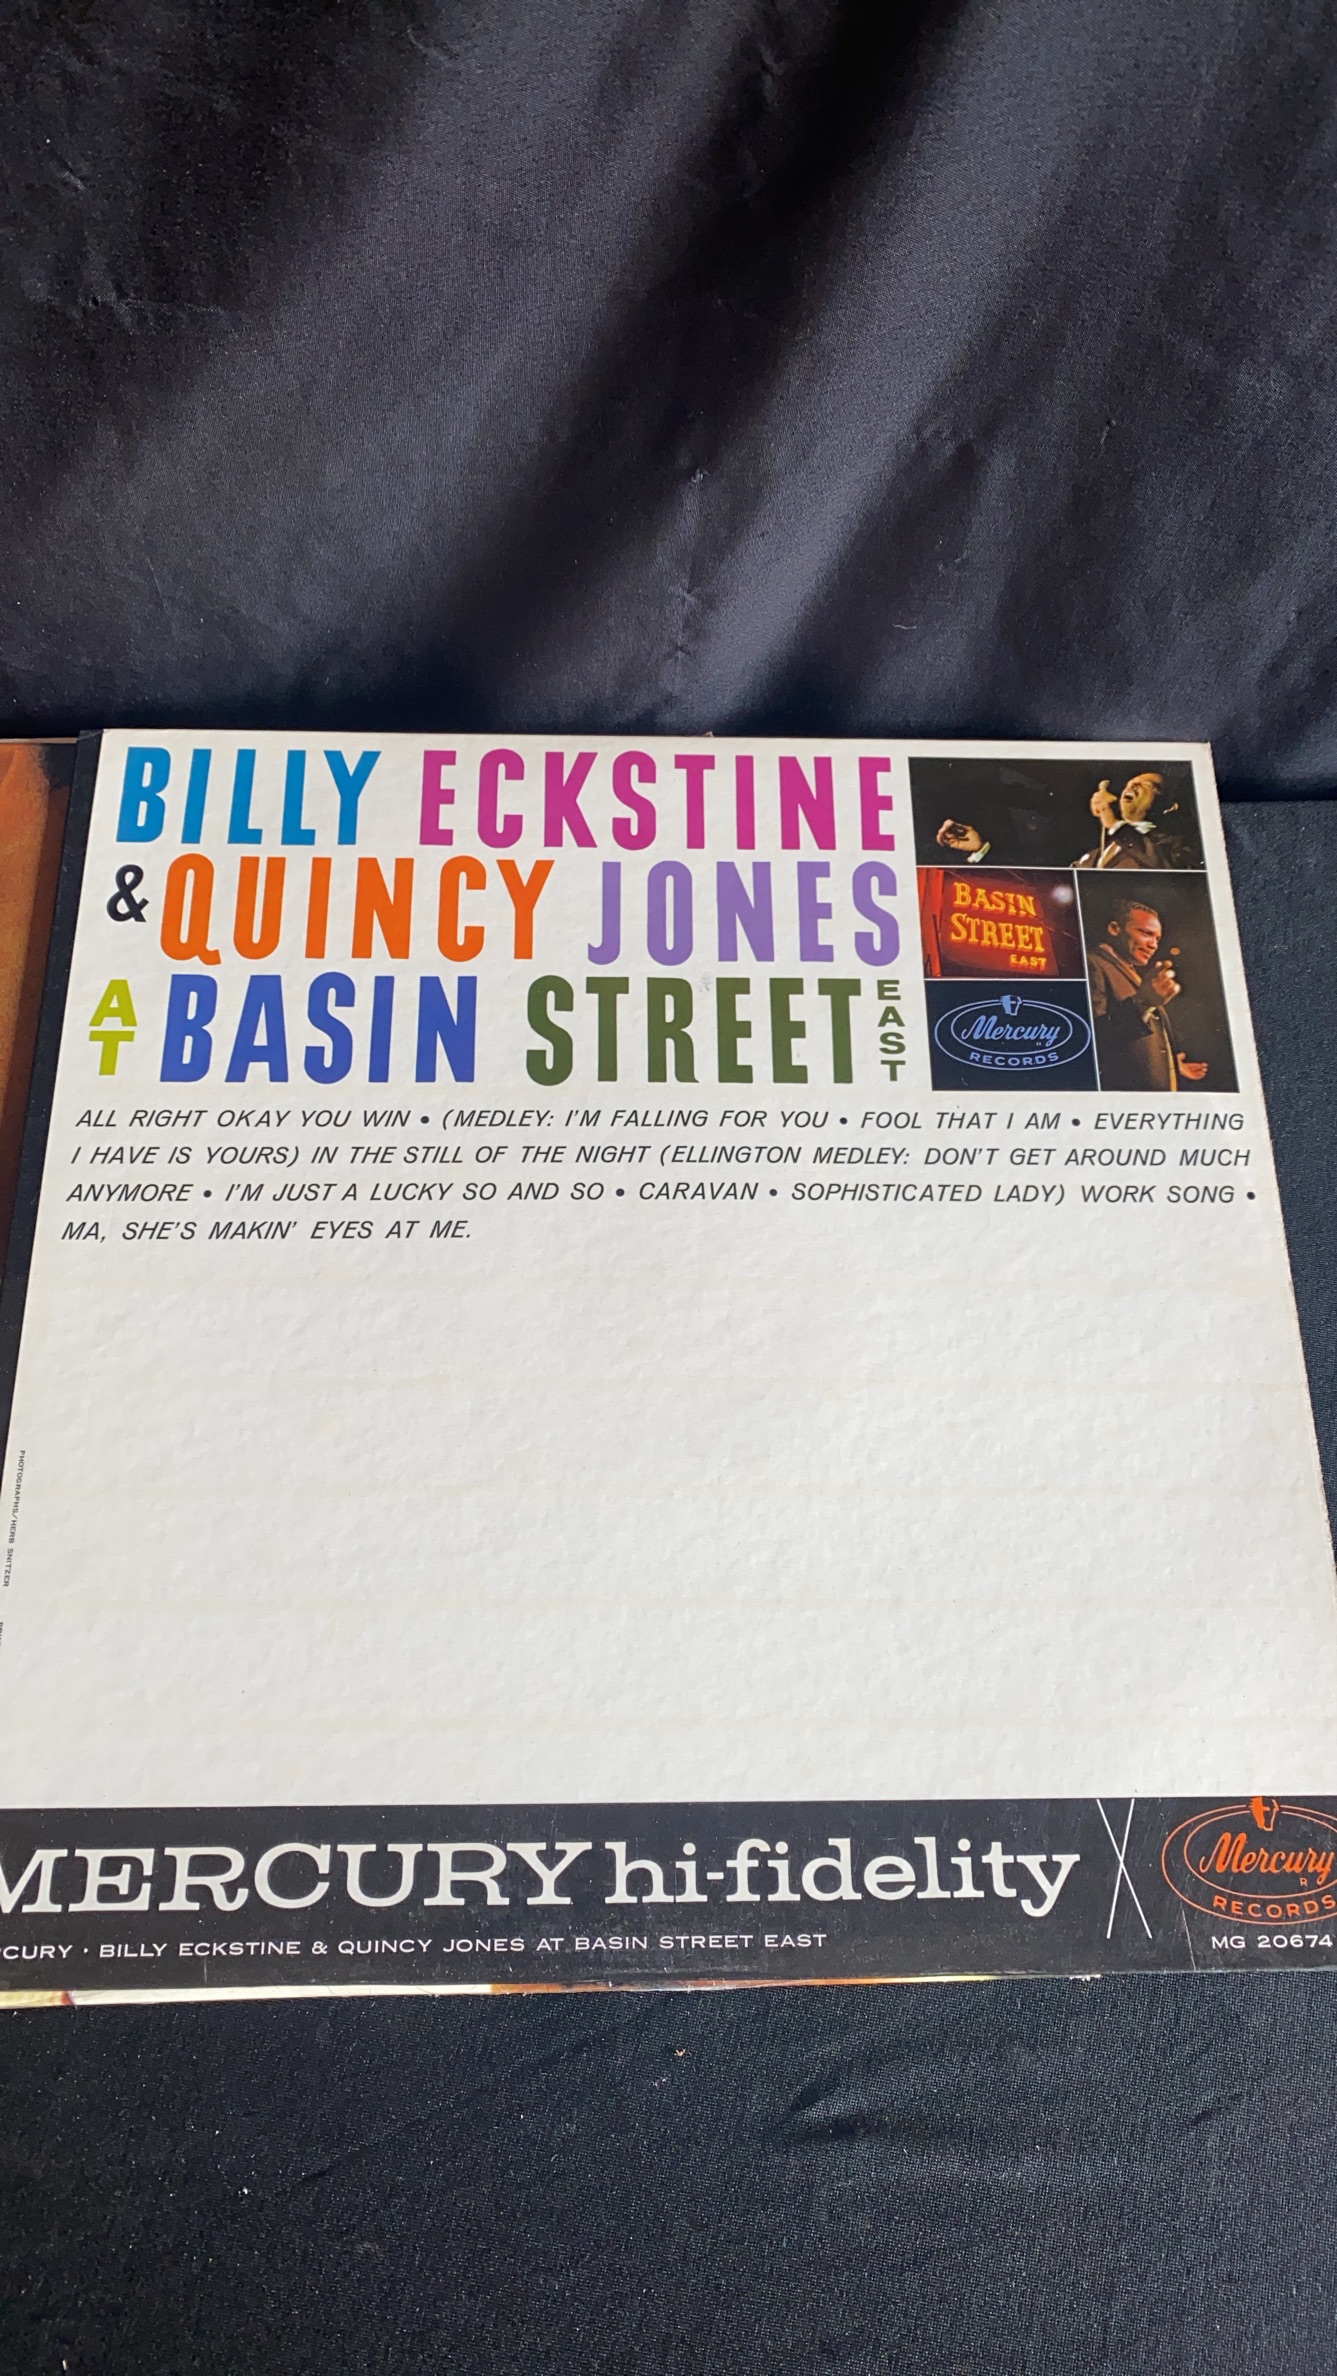 BILLY ECKSTINE
& QUINCY JONES
AT BASIN STREET EAST
BASIN
STREET
EAST
Mercury
RECORDS
ALL RIGHT OKAY YOU WIN • (MEDLEY: I'M FALLING FOR YOU • FOOL THAT I AM • EVERYTHING
I HAVE IS YOURS) IN THE STILL OF THE NIGHT (ELLINGTON MEDLEY: DON'T GET AROUND MUCH
ANYMORE • I'M JUST A LUCKY SO AND SO • CARAVAN • SOPHISTICATED LADY) WORK SONG •
MA, SHE'S MAKIN' EYES AT ME.
PHOTOGRAPHS/HERB SNITZER
MERCURY hi-fidelity
Mercury
R
RECORDS
CURY • BILLY ECKSTINE & QUINCY JONES AT BASIN STREET EAST
MG 20674